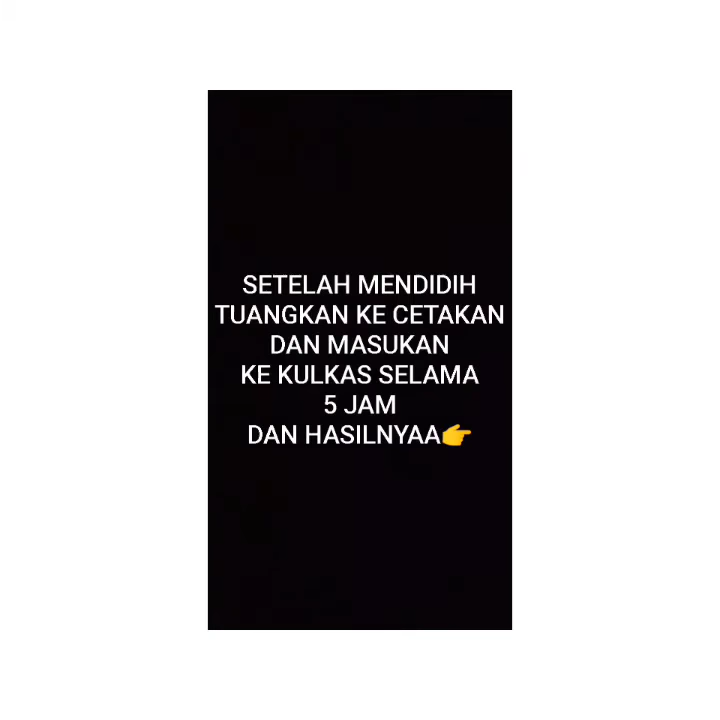 SETELAH MENDIDIH
TUANGKAN KE CETAKAN
DAN MASUKAN
KE KULKAS SELAMA
5 JAM
DAN HASILNYAA👉